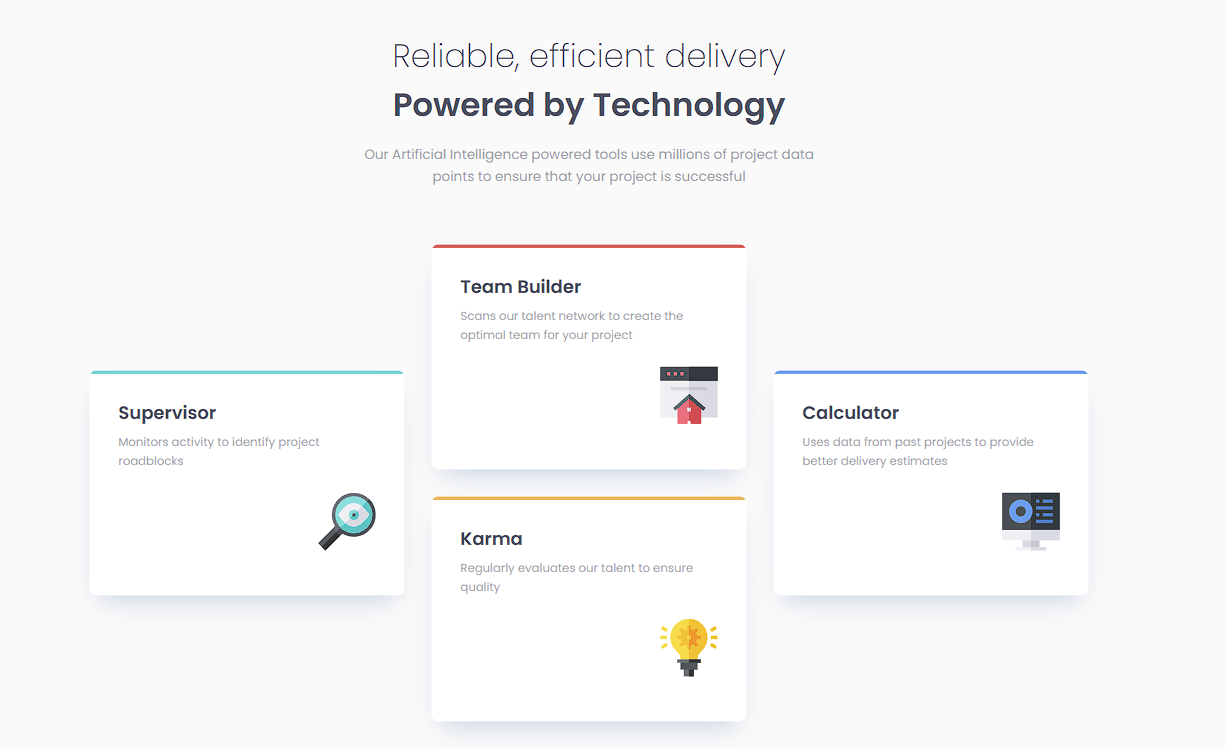 Reliable, efficient delivery
Powered by Technology
Our Artificial Intelligence powered tools use millions of project data
points to ensure that your project is successful
Supervisor
Monitors activity to identify project
roadblocks
Team Builder
Scans our talent network to create the
optimal team for your project
Karma
Regularly evaluates our talent to ensure
quality
Calculator
Uses data from past projects to provide
better delivery estimates